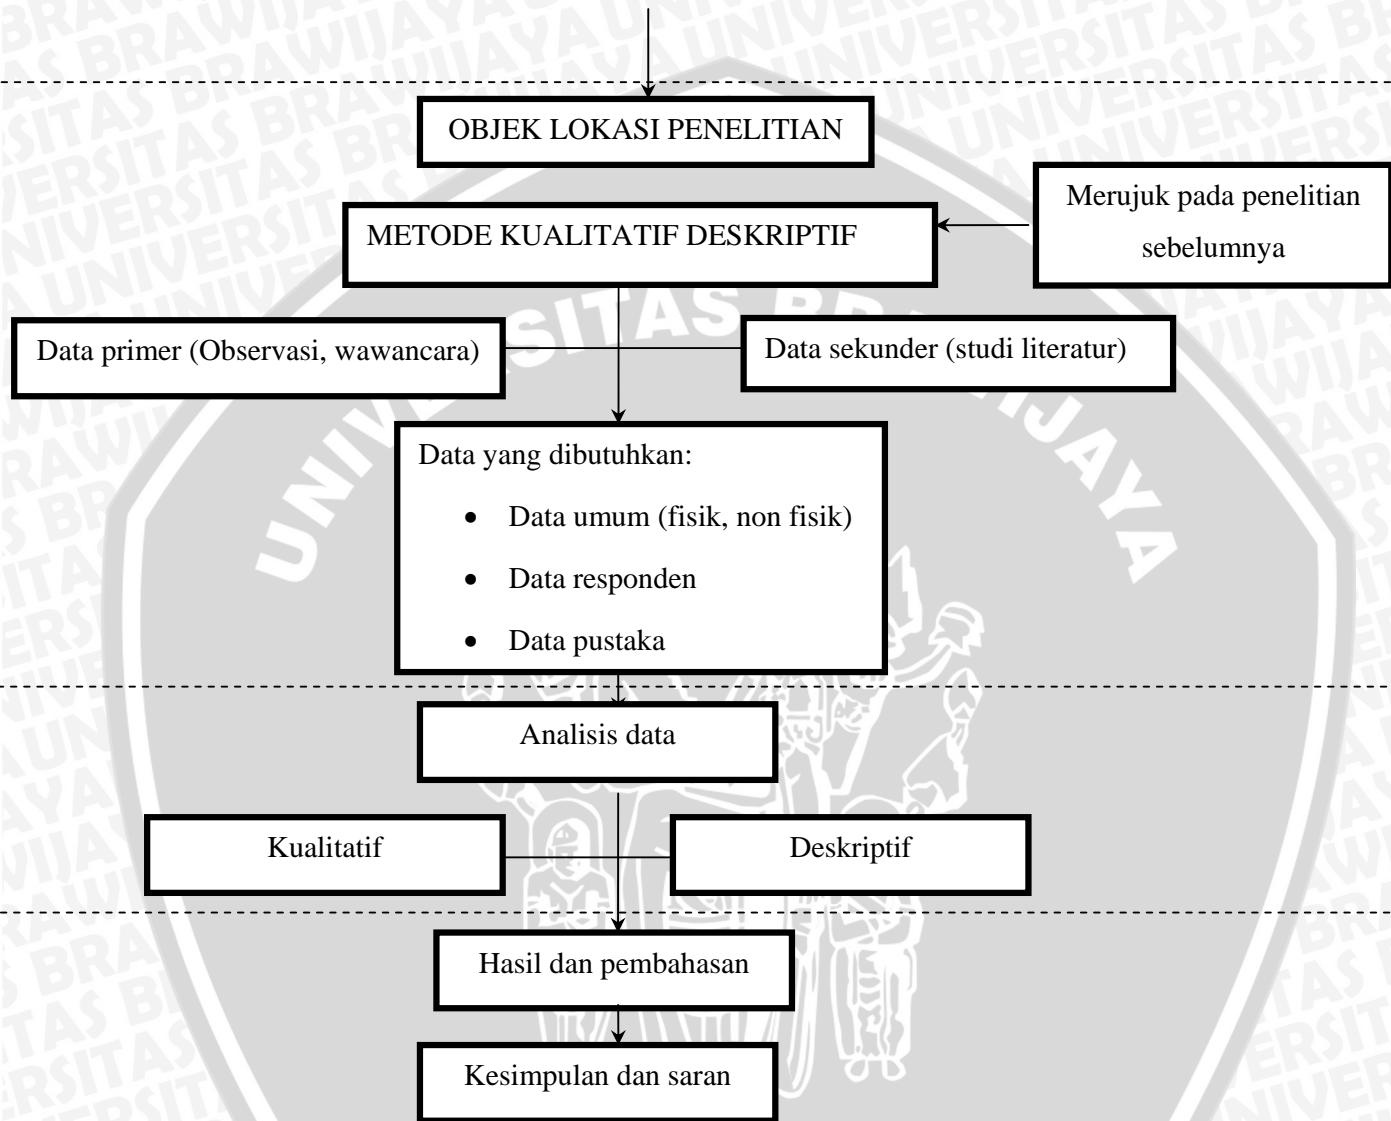 OBJEK LOKASI PENELITIAN
Merujuk pada penelitian
sebelumnya
METODE KUALITATIF DESKRIPTIF
Data primer (Observasi, wawancara)
Data sekunder (studi literatur)
Data yang dibutuhkan:
• Data umum (fisik, non fisik)
• Data responden
• Data pustaka
Analisis data
Kualitatif
Deskriptif
Hasil dan pembahasan
Kesimpulan dan saran